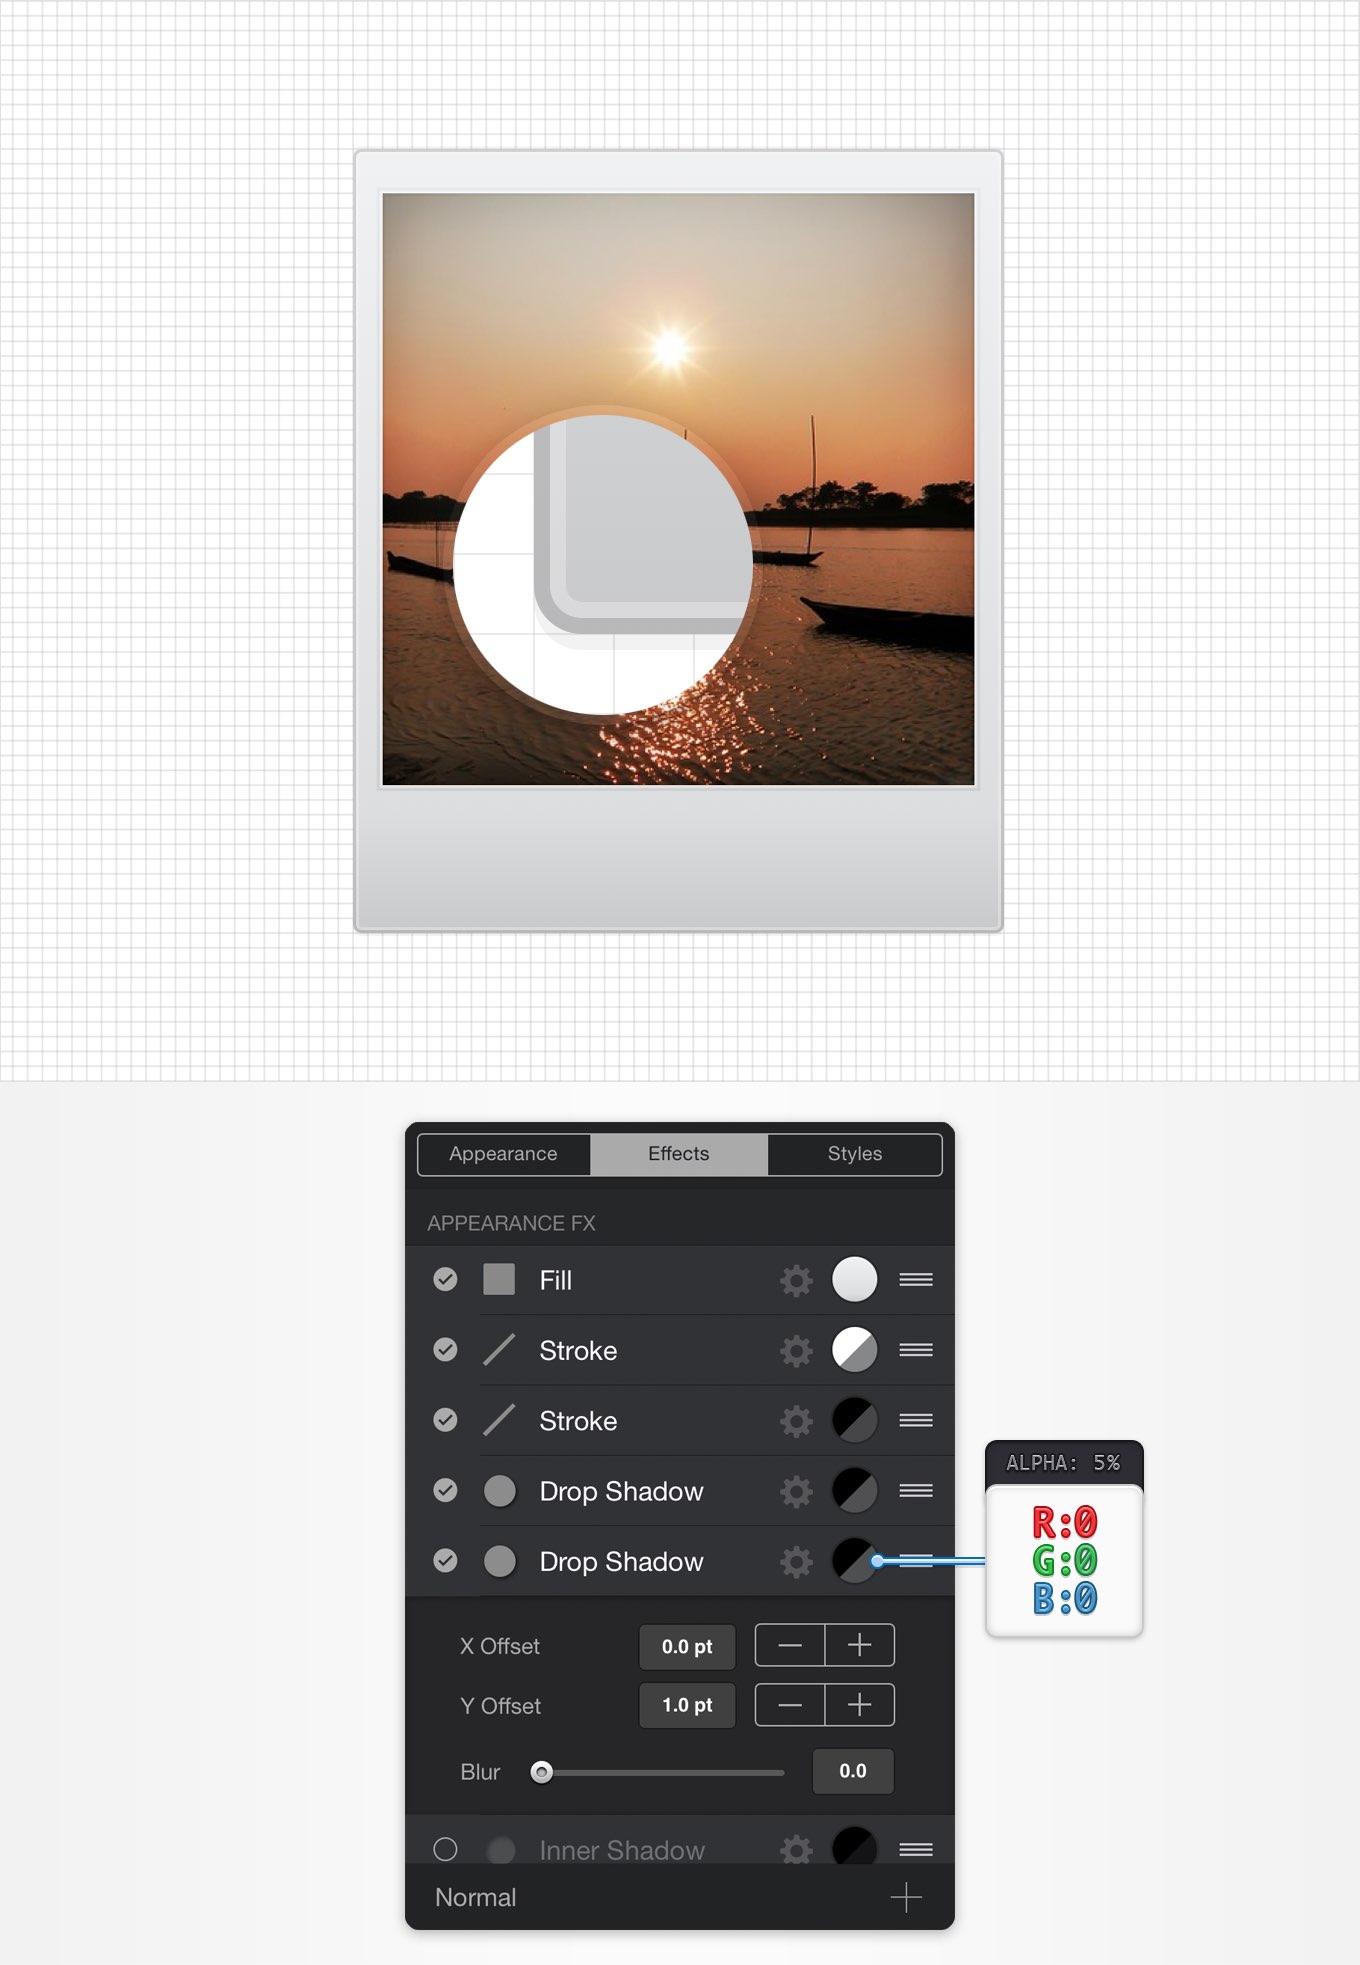 Appearance
Effects
Styles
APPEARANCE FX
Fill
Stroke
Stroke
Drop Shadow
Drop Shadow
ALPHA: 5%
R:0
G:0
B:0
X Offset
0.0 pt
Y Offset
1.0 pt
Blur
0.0
Inner Shadow
Normal